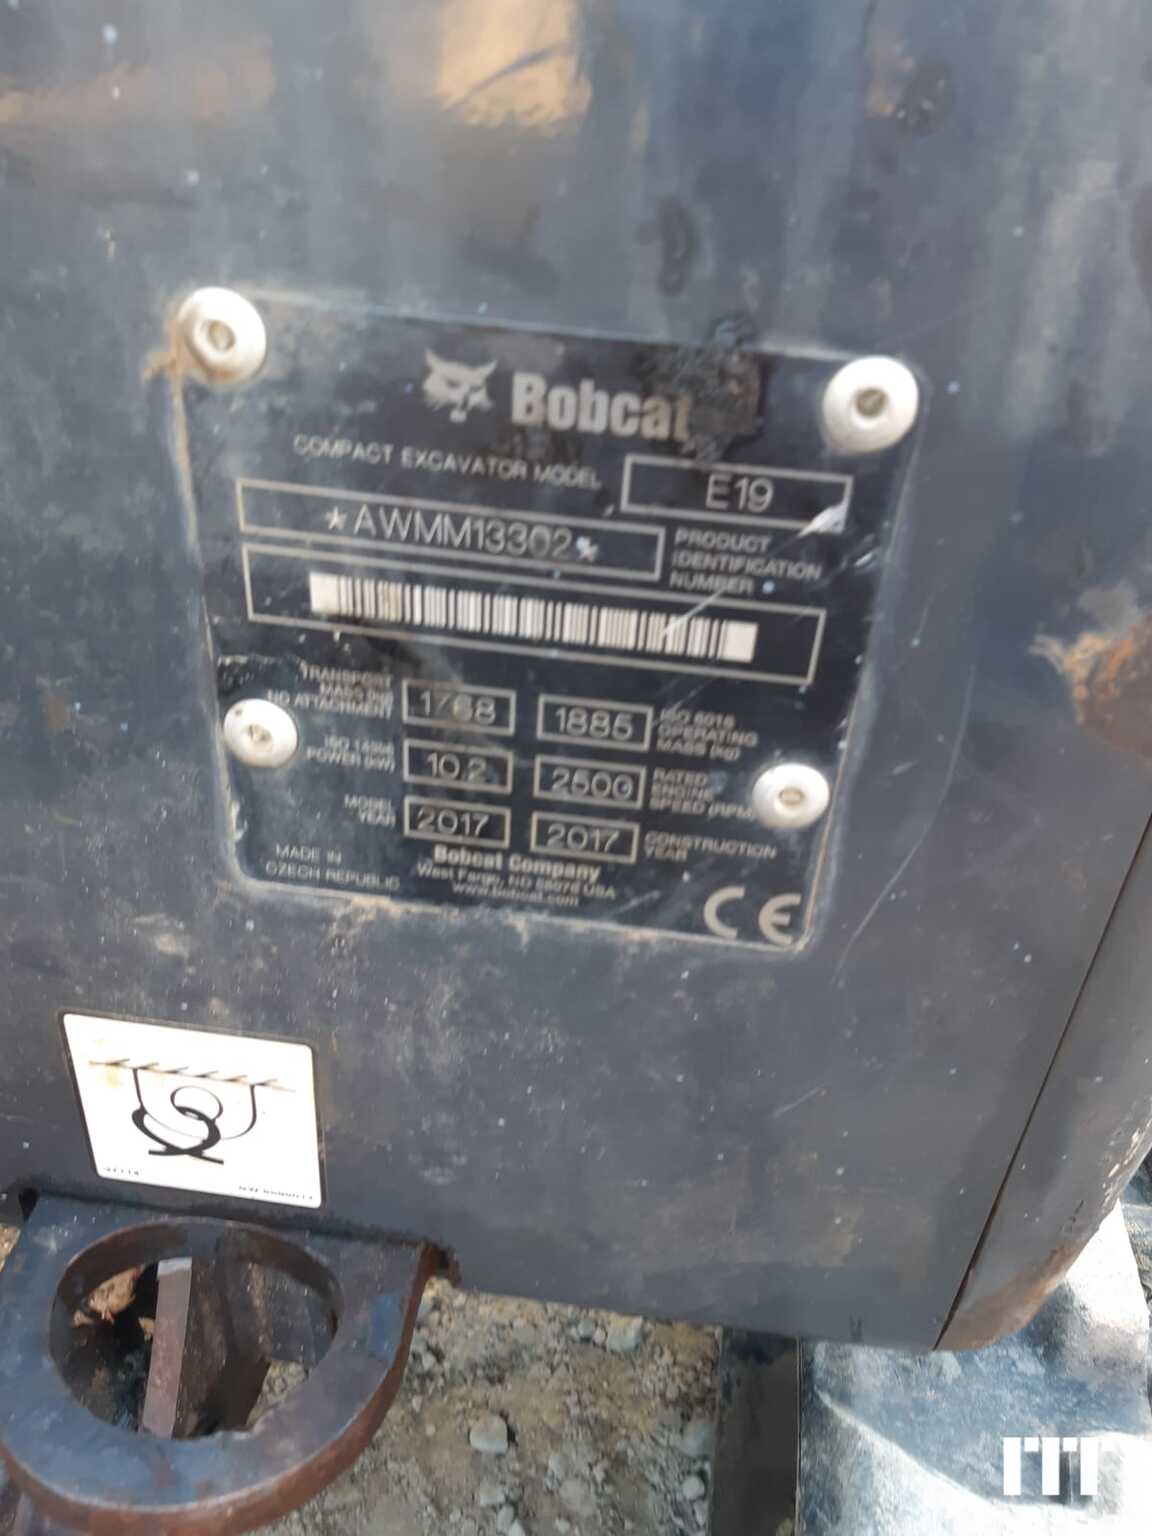 Bobcat
COMPACT EXCAVATOR MODEL
E19
*AWMM13302*
PRODUCT
IDENTIFICATION
NUMBER
TRANSPORT
MASS (kg)
NO ATTACHMENT
1768
1885
ISO 6016
OPERATING
MASS (kg)
POWER (kW)
10.2
2500
RATED
ENGINE
SPEED (RPM)
MODEL
YEAR
2017
2017
CONSTRUCTION
YEAR
MADE IN
CZECH REPUBLIC
Bobcat Company
West Fargo, ND 58078 USA
www.bobcat.com
CE